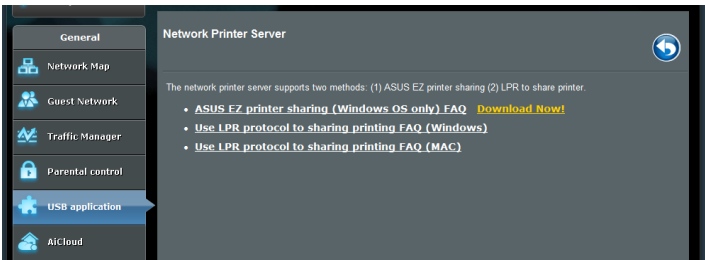 General
Network Map
Guest Network
Traffic Manager
Parental control
USB application
AiCloud
Network Printer Server
The network printer server supports two methods: (1) ASUS EZ printer sharing (2) LPR to share printer.
• ASUS EZ printer sharing (Windows OS only) FAQ Download Now!
• Use LPR protocol to sharing printing FAQ (Windows)
• Use LPR protocol to sharing printing FAQ (MAC)